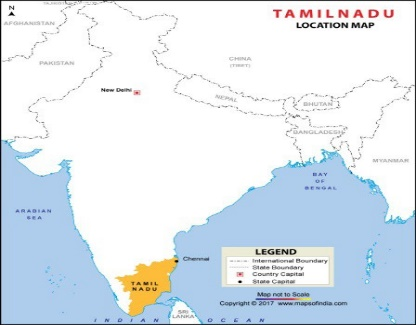 N
TAMILNADU
LOCATION MAP
AFGHANISTAN
PAKISTAN
CHINA
(TIBET)
New Delhi
NEPAL
BHUTAN
BANGLADESH
MYANMAR
BAY
OF
BENGAL
ARABIAN
SEA
Chennai
TAMIL
NADU
SRI
LANKA
INDIAN OCEAN
LEGEND
International Boundary
State Boundary
Country Capital
State Capital
Map not to Scale
Copyright © 2017 www.mapsofindia.com